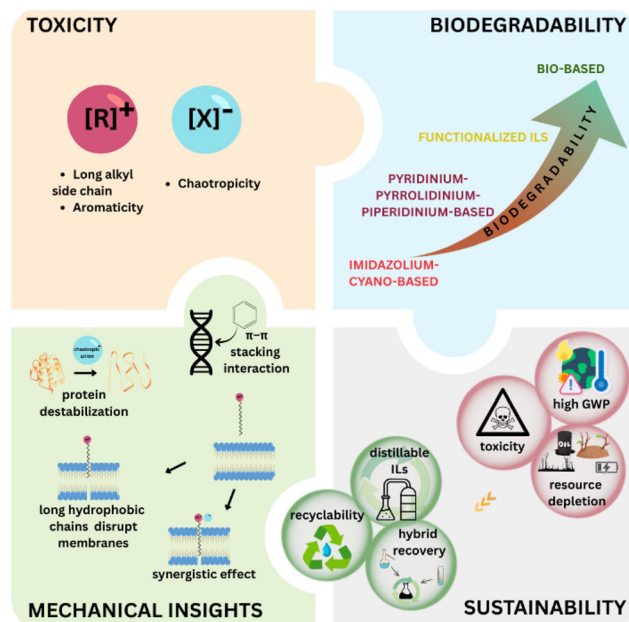 TOXICITY
[R]+
[X]-
• Long alkyl
side chain
• Aromaticity
• Chaotropicity
BIODEGRADABILITY
BIO-BASED
FUNCTIONALIZED ILS
PYRIDINIUM-
PYRROLIDINIUM-
PIPERIDINIUM-BASED
IMIDAZOLIUM-
CYANO-BASED
BIODEGRADABILITY
π-π
stacking
interaction
chaotropic
anion
protein
destabilization
long hydrophobic
chains disrupt
membranes
synergistic effect
MECHANICAL INSIGHTS
high GWP
toxicity
OIL
resource
depletion
distillable
ILs
recyclability
hybrid
recovery
SUSTAINABILITY